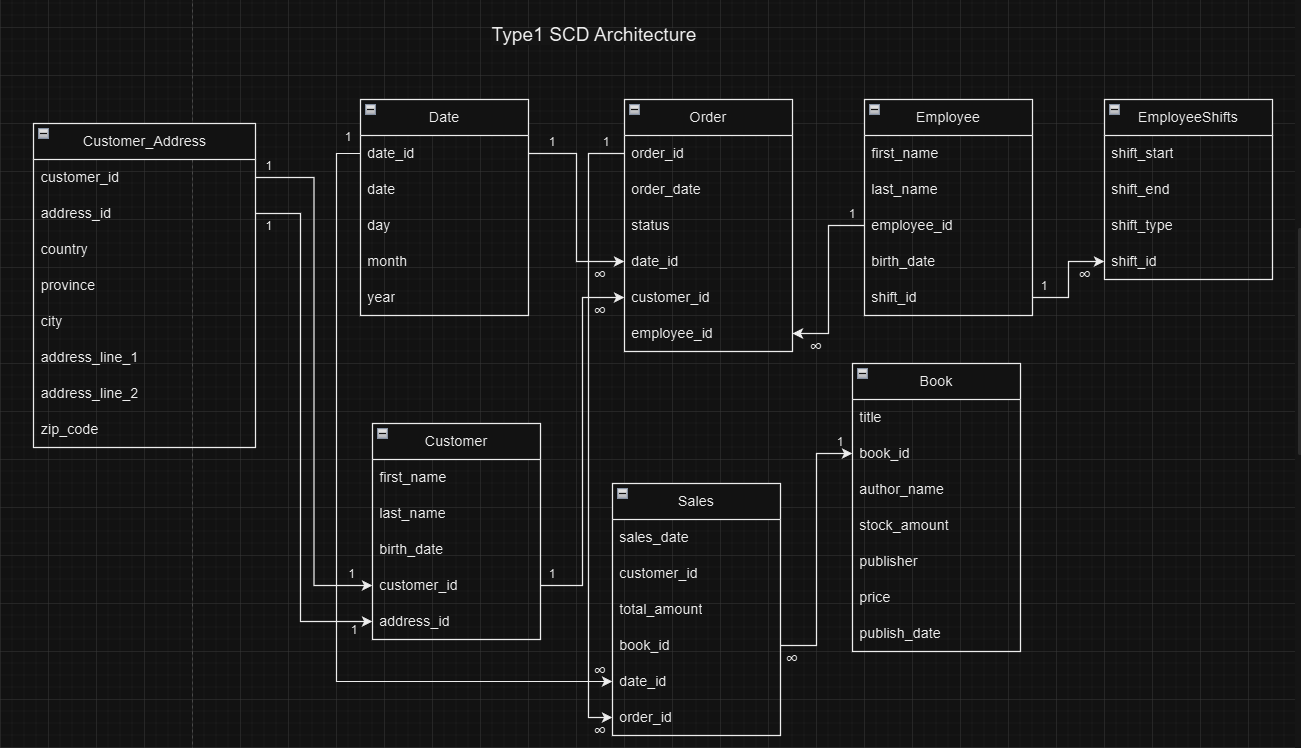 Type1 SCD Architecture
Customer_Address
customer_id
address_id
country
province
city
address_line_1
address_line_2
zip_code
1
1
Date
date_id
date
day
month
year
1
1
Order
order_id
order_date
status
date_id
customer_id
employee_id
1
∞
∞
∞
Employee
first_name
last_name
employee_id
birth_date
shift_id
1
1
EmployeeShifts
shift_start
shift_end
shift_type
shift_id
∞
Customer
first_name
last_name
birth_date
customer_id
address_id
1
1
1
Sales
sales_date
customer_id
total_amount
book_id
date_id
order_id
∞
∞
∞
Book
title
book_id
author_name
stock_amount
publisher
price
publish_date
1